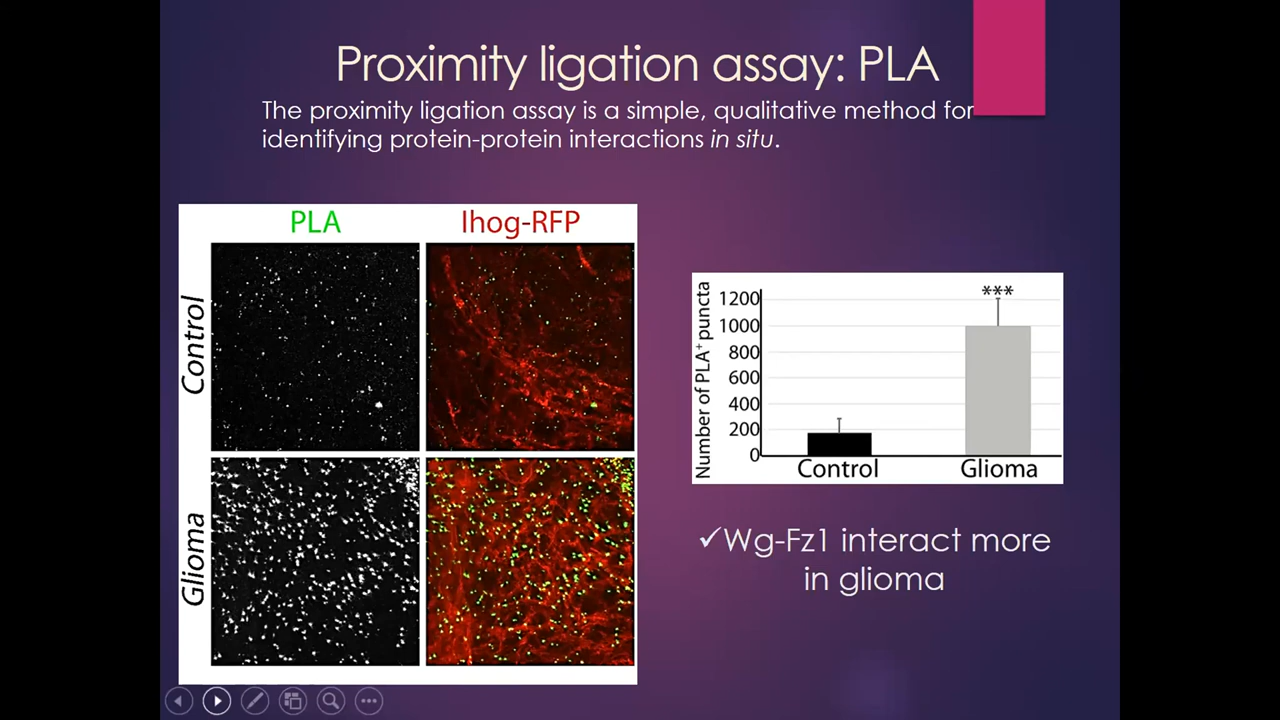 Proximity ligation assay: PLA
The proximity ligation assay is a simple, qualitative method for
identifying protein-protein interactions in situ.
PLA
Ihog-RFP
Control
Glioma
Number of PLA+ puncta
1200
1000
800
600
400
200
0
***
Control
Glioma
✓Wg-Fz1 interact more
in glioma